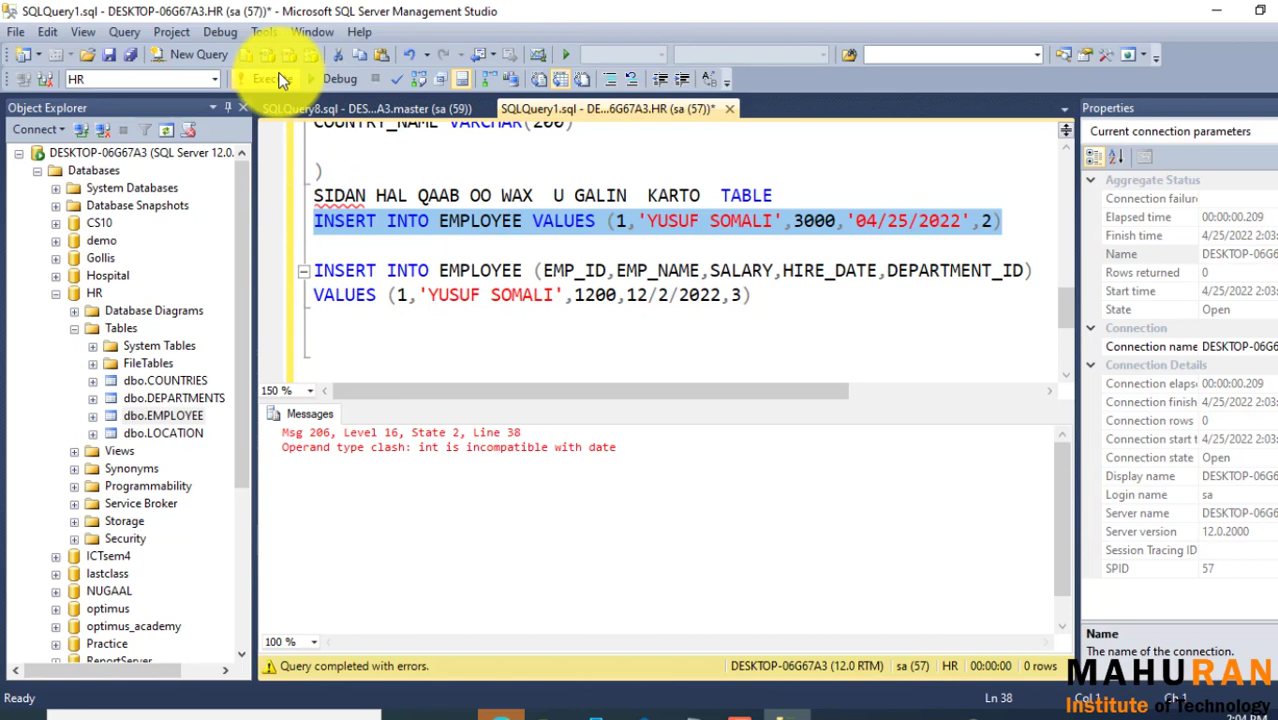 SQLQuery1.sql - DESKTOP-06G67A3.HR (sa (57))* - Microsoft SQL Server Management Studio
File Edit View Query Project Debug Tools Window Help
New Query
HR Execute Debug
Object Explorer
SQLQuery8.sql - DES...A3.master (sa (59)) SQLQuery1.sql - DE...6G67A3.HR (sa (57))*
Properties
Connect
Current connection parameters
DESKTOP-06G67A3 (SQL Server 12.0.
Databases
System Databases
Database Snapshots
CS10
demo
Gollis
Hospital
HR
Database Diagrams
Tables
System Tables
FileTables
dbo.COUNTRIES
dbo.DEPARTMENTS
dbo.EMPLOYEE
dbo.LOCATION
Views
Synonyms
Programmability
Service Broker
Storage
Security
ICTsem4
lastclass
NUGAAL
optimus
optimus_academy
Practice
ReportServer
COUNTRY_NAME VARCHAR(200)
)
SIDAN HAL QAAB OO WAX U GALIN KARTO TABLE
INSERT INTO EMPLOYEE VALUES (1,'YUSUF SOMALI',3000,'04/25/2022',2)
INSERT INTO EMPLOYEE (EMP_ID,EMP_NAME,SALARY,HIRE_DATE,DEPARTMENT_ID)
VALUES (1,'YUSUF SOMALI',1200,12/2/2022,3)
150 %
Messages
Msg 206, Level 16, State 2, Line 38
Operand type clash: int is incompatible with date
100 %
Query completed with errors. DESKTOP-06G67A3 (12.0 RTM) sa (57) HR 00:00:00 0 rows
Aggregate Status
Connection failure
Elapsed time 00:00:00.209
Finish time 4/25/2022 2:03:
Name DESKTOP-06G6
Rows returned 0
Start time 4/25/2022 2:03:
State Open
Connection
Connection name DESKTOP-06G6
Connection Details
Connection elaps 00:00:00.209
Connection finish 4/25/2022 2:03:
Connection rows 0
Connection start t 4/25/2022 2:03:
Connection state Open
Display name DESKTOP-06G6
Login name sa
Server name DESKTOP-06G6
Server version 12.0.2000
Session Tracing ID
SPID 57
Name
The name of the connection.
Ready Ln 38 Col 1 Ch 1
MAHURAN
Institute of Technology
2:04 PM